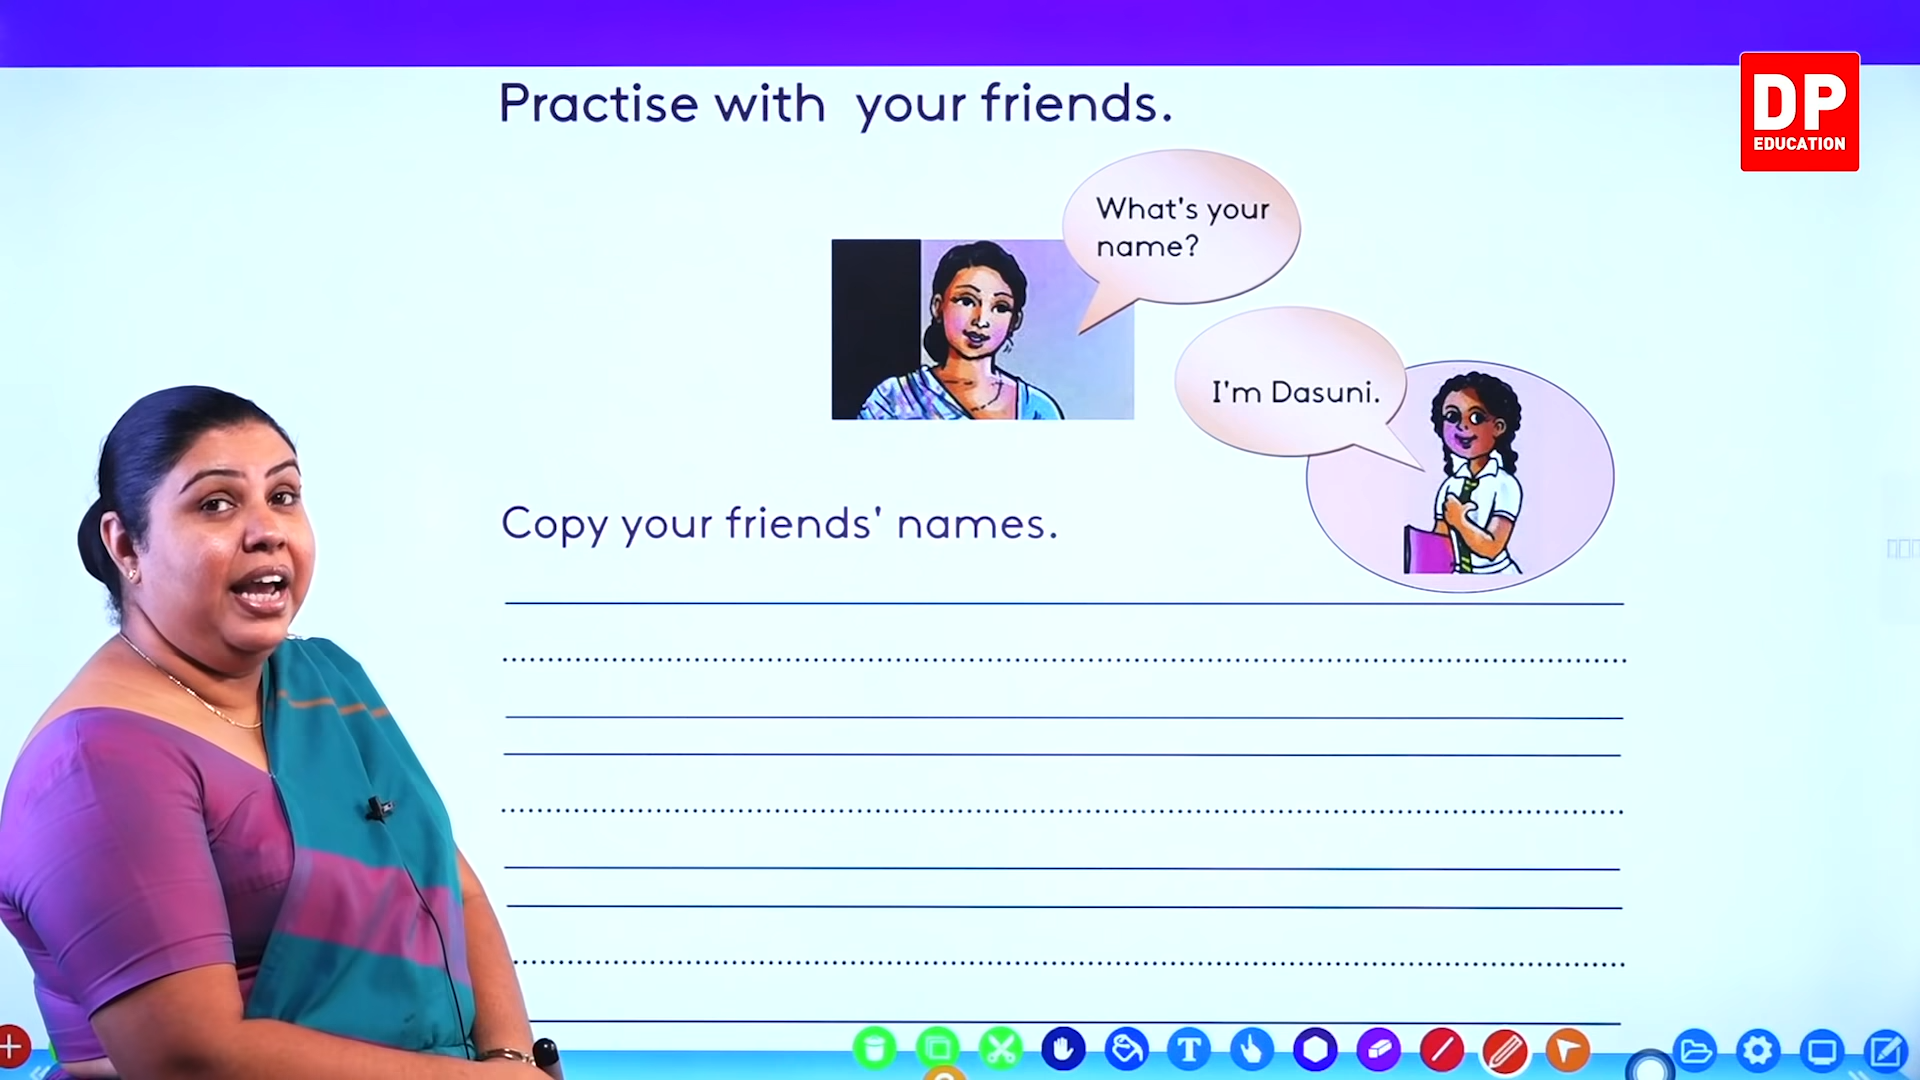 Practise with your friends.
DP
EDUCATION
What's your
name?
I'm Dasuni.
Copy your friends' names.
T